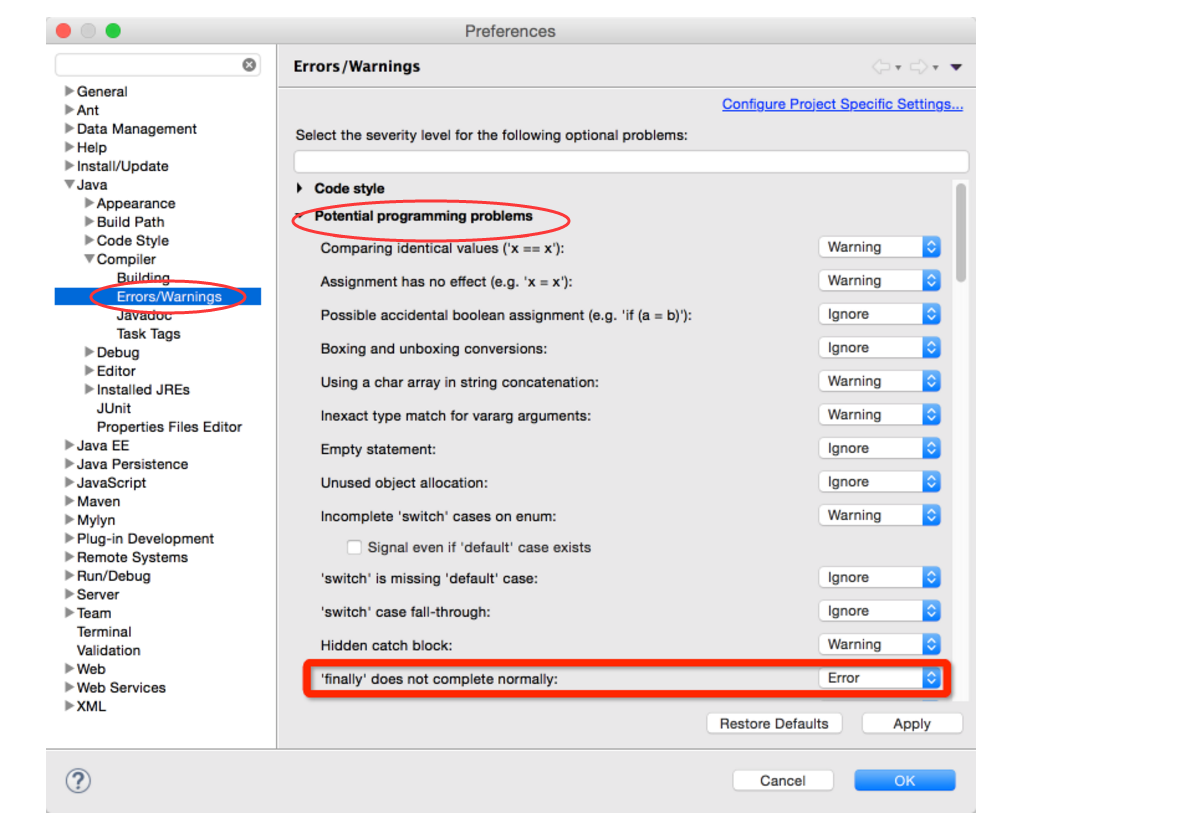 Preferences
General
Ant
Data Management
Help
Install/Update
Java
Appearance
Build Path
Code Style
Compiler
Building
Errors/Warnings
Javadoc
Task Tags
Debug
Editor
Installed JREs
JUnit
Properties Files Editor
Java EE
Java Persistence
JavaScript
Maven
Mylyn
Plug-in Development
Remote Systems
Run/Debug
Server
Team
Terminal
Validation
Web
Web Services
XML
Errors/Warnings
Configure Project Specific Settings...
Select the severity level for the following optional problems:
Code style
Potential programming problems
Comparing identical values ('x == x'): Warning
Assignment has no effect (e.g. 'x = x'): Warning
Possible accidental boolean assignment (e.g. 'if (a = b)'): Ignore
Boxing and unboxing conversions: Ignore
Using a char array in string concatenation: Warning
Inexact type match for vararg arguments: Warning
Empty statement: Ignore
Unused object allocation: Ignore
Incomplete 'switch' cases on enum: Warning
Signal even if 'default' case exists
'switch' is missing 'default' case: Ignore
'switch' case fall-through: Ignore
Hidden catch block: Warning
'finally' does not complete normally: Error
Restore Defaults Apply
? Cancel OK